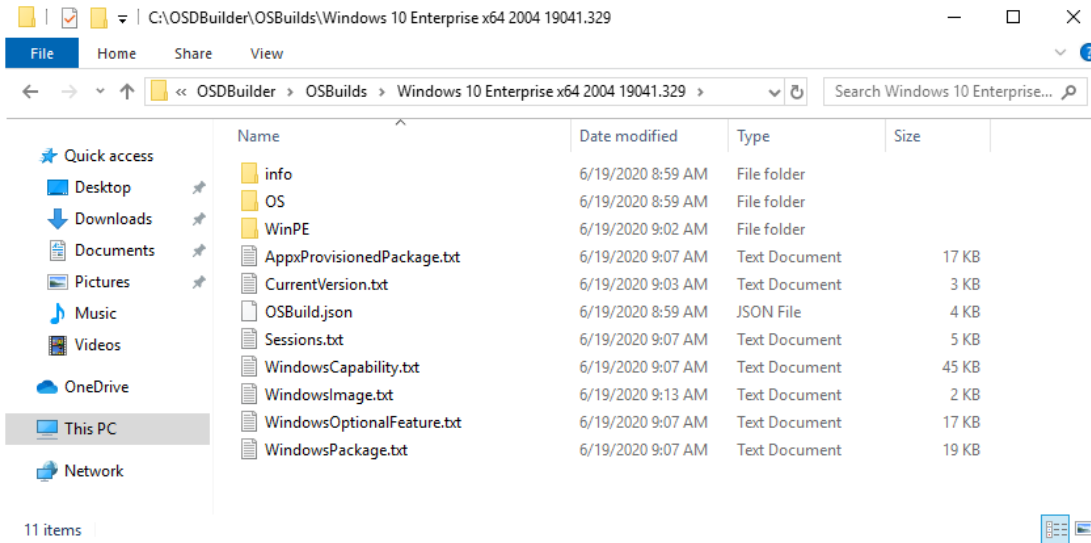 C:\OSDBuilder\OSBuilds\Windows 10 Enterprise x64 2004 19041.329
File Home Share View
« OSDBuilder > OSBuilds > Windows 10 Enterprise x64 2004 19041.329 > Search Windows 10 Enterprise...
Name Date modified Type Size
Quick access
Desktop
Downloads
Documents
Pictures
Music
Videos
OneDrive
This PC
Network
info 6/19/2020 8:59 AM File folder
OS 6/19/2020 8:59 AM File folder
WinPE 6/19/2020 9:02 AM File folder
AppxProvisionedPackage.txt 6/19/2020 9:07 AM Text Document 17 KB
CurrentVersion.txt 6/19/2020 9:03 AM Text Document 3 KB
OSBuild.json 6/19/2020 8:59 AM JSON File 4 KB
Sessions.txt 6/19/2020 9:07 AM Text Document 5 KB
WindowsCapability.txt 6/19/2020 9:07 AM Text Document 45 KB
WindowsImage.txt 6/19/2020 9:13 AM Text Document 2 KB
WindowsOptionalFeature.txt 6/19/2020 9:07 AM Text Document 17 KB
WindowsPackage.txt 6/19/2020 9:07 AM Text Document 19 KB
11 items